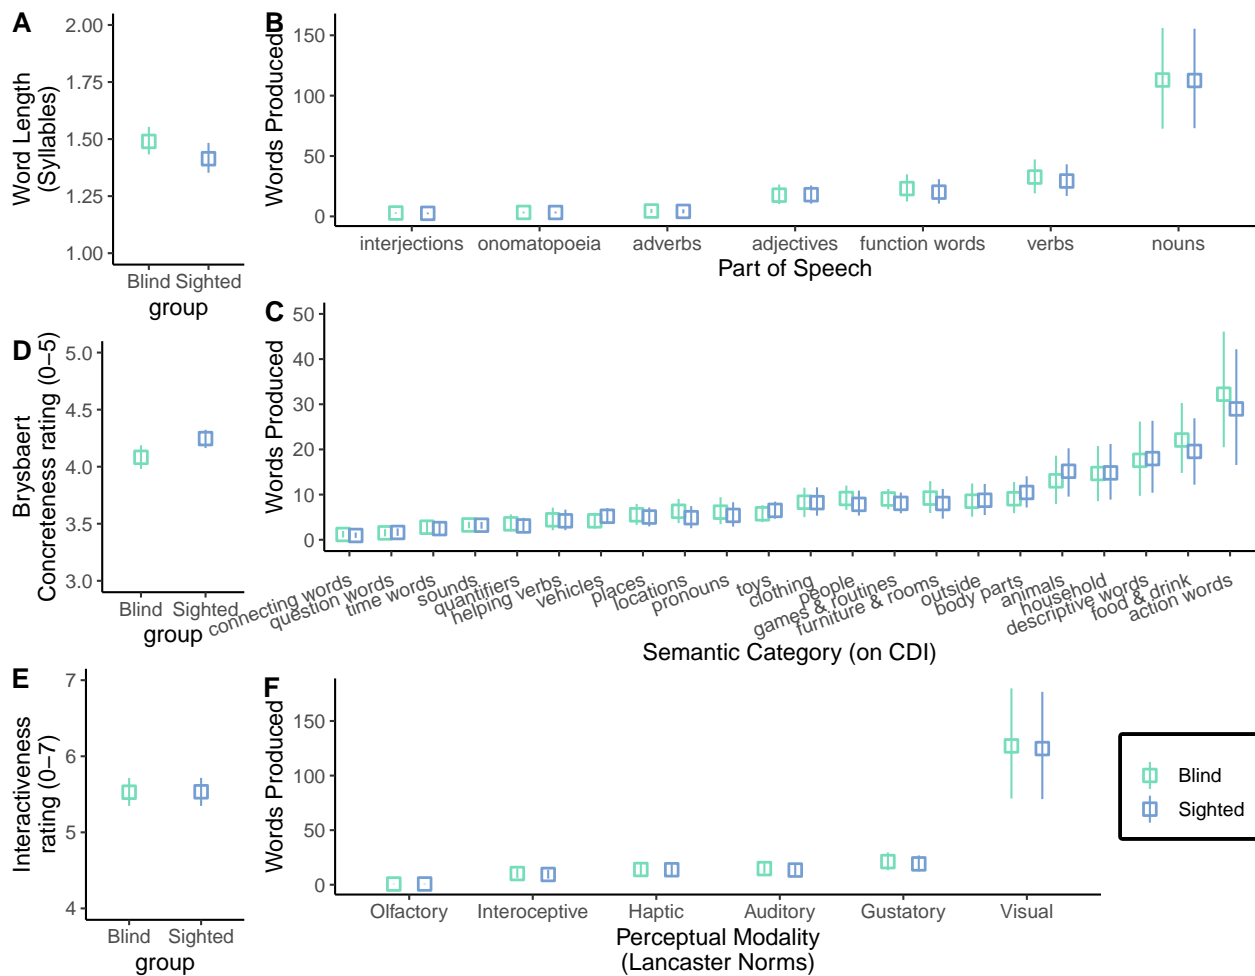 A
Word Length
(Syllables)
2.00
1.75
1.50
1.25
1.00
Blind Sighted
group
B
Words Produced
150
100
50
0
interjections onomatopoeia adverbs adjectives function words verbs nouns
Part of Speech
D
Brysbaert
Concreteness rating (0−5)
5.0
4.5
4.0
3.5
3.0
Blind Sighted
group
C
Words Produced
50
40
30
20
10
0
connecting words
question words
time words
sounds
quantifiers
helping verbs
vehicles
places
locations
pronouns
toys
clothing
people
games & routines
furniture & rooms
outside
body parts
animals
household
descriptive words
food & drink
action words
Semantic Category (on CDI)
E
Interactiveness
rating (0−7)
7
6
5
4
Blind Sighted
group
F
Words Produced
150
100
50
0
Olfactory Interoceptive Haptic Auditory Gustatory Visual
Perceptual Modality
(Lancaster Norms)
Blind
Sighted